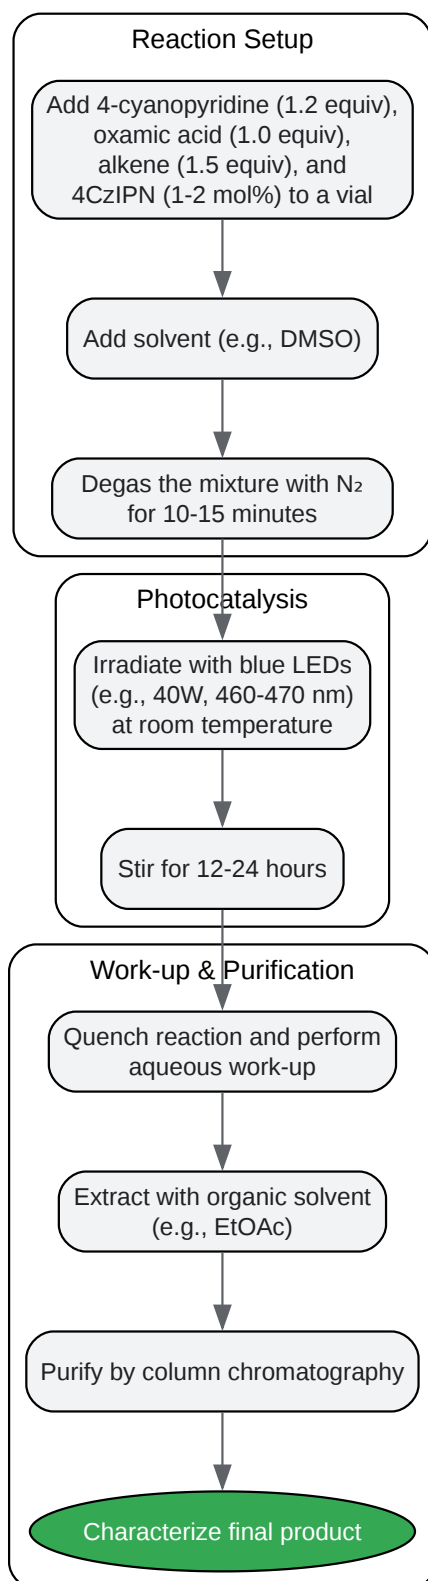 Reaction Setup
Add 4-cyanopyridine (1.2 equiv),
oxamic acid (1.0 equiv),
alkene (1.5 equiv), and
4CzIPN (1-2 mol%) to a vial
Add solvent (e.g., DMSO)
Degas the mixture with N₂
for 10-15 minutes
Photocatalysis
Irradiate with blue LEDs
(e.g., 40W, 460-470 nm)
at room temperature
Stir for 12-24 hours
Work-up & Purification
Quench reaction and perform
aqueous work-up
Extract with organic solvent
(e.g., EtOAc)
Purify by column chromatography
Characterize final product